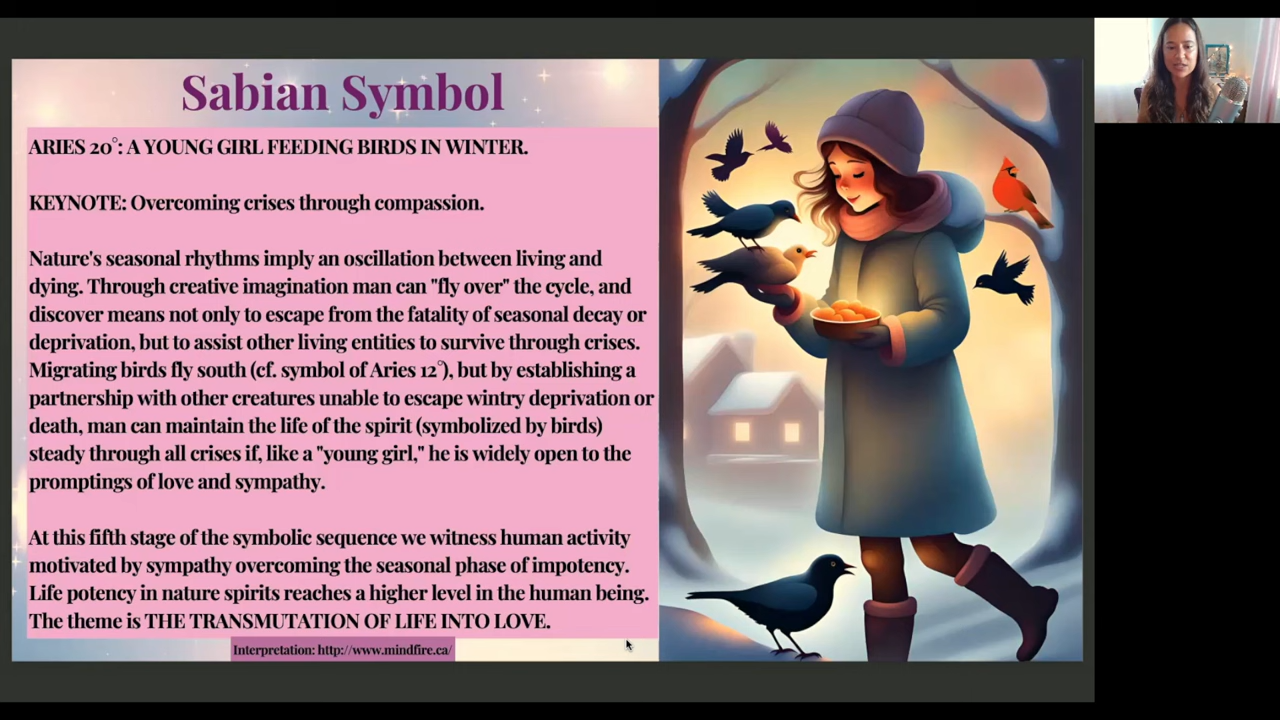 Sabian Symbol
ARIES 20°: A YOUNG GIRL FEEDING BIRDS IN WINTER.
KEYNOTE: Overcoming crises through compassion.
Nature's seasonal rhythms imply an oscillation between living and
dying. Through creative imagination man can "fly over" the cycle, and
discover means not only to escape from the fatality of seasonal decay or
deprivation, but to assist other living entities to survive through crises.
Migrating birds fly south (cf. symbol of Aries 12°), but by establishing a
partnership with other creatures unable to escape wintry deprivation or
death, man can maintain the life of the spirit (symbolized by birds)
steady through all crises if, like a "young girl," he is widely open to the
promptings of love and sympathy.
At this fifth stage of the symbolic sequence we witness human activity
motivated by sympathy overcoming the seasonal phase of impotency.
Life potency in nature spirits reaches a higher level in the human being.
The theme is THE TRANSMUTATION OF LIFE INTO LOVE.
Interpretation: http://www.mindfire.ca/